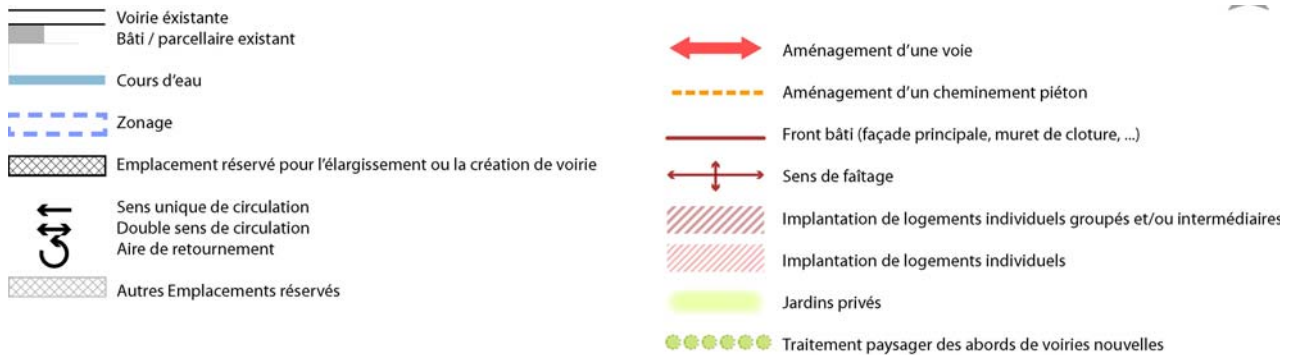 Voirie éxistante
Bâti / parcellaire existant
Cours d'eau
Zonage
Emplacement réservé pour l'élargissement ou la création de voirie
Sens unique de circulation
Double sens de circulation
Aire de retournement
Autres Emplacements réservés
Aménagement d'une voie
Aménagement d'un cheminement piéton
Front bâti (façade principale, muret de cloture, ...)
Sens de faîtage
Implantation de logements individuels groupés et/ou intermédiaires
Implantation de logements individuels
Jardins privés
Traitement paysager des abords de voiries nouvelles